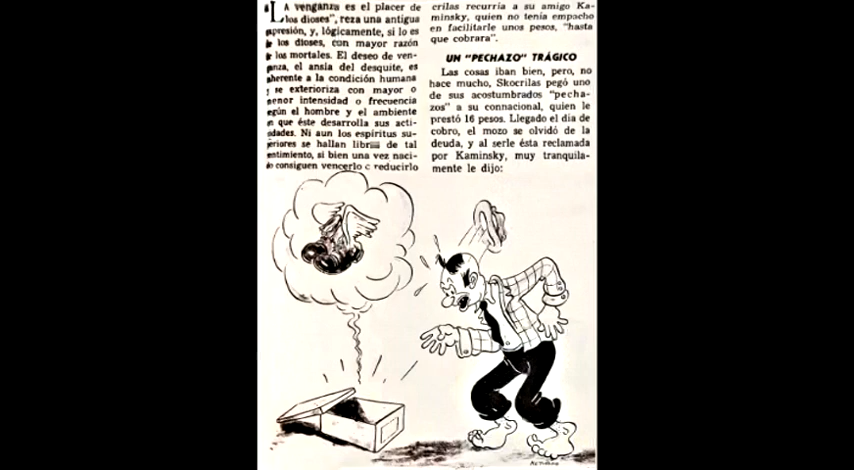 "LA venganza es el placer de
los dioses", reza una antigua
expresión, y, lógicamente, si lo es
los dioses, con mayor razón
los mortales. El deseo de ven-
ganza, el ansia del desquite, es
inherente a la condición humana
y se exterioriza con mayor o
menor intensidad o frecuencia
según el hombre y el ambiente
en que éste desarrolla sus acti-
vidades. Ni aun los espíritus su-
periores se hallan libres de tal
sentimiento, si bien una vez naci-
do consiguen vencerlo o reducirlo
crilas recurría a su amigo Ka-
minsky, quien no tenía empacho
en facilitarle unos pesos, "hasta
que cobrara".
UN "PECHAZO" TRÁGICO
Las cosas iban bien, pero, no
hace mucho, Skocrilas pegó uno
de sus acostumbrados "pecha-
zos" a su connacional, quien le
prestó 16 pesos. Llegado el día de
cobro, el mozo se olvidó de la
deuda, y al serle ésta reclamada
por Kaminsky, muy tranquila-
mente le dijo: